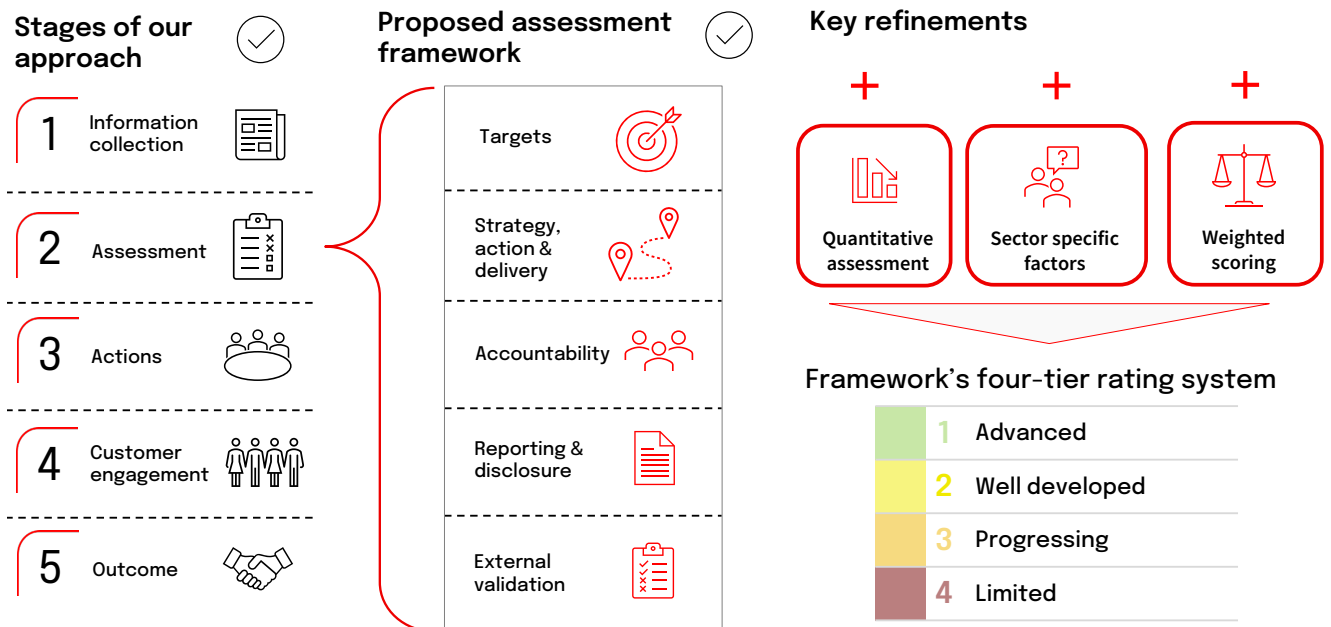 Stages of our
approach
1
Information
collection
2
Assessment
3
Actions
4
Customer
engagement
5
Outcome
Proposed assessment
framework
Targets
Strategy,
action &
delivery
Accountability
Reporting &
disclosure
External
validation
Key refinements
+ + +
?
Quantitative
assessment
Sector specific
factors
Weighted
scoring
Framework's four-tier rating system
1 Advanced
2 Well developed
3 Progressing
4 Limited